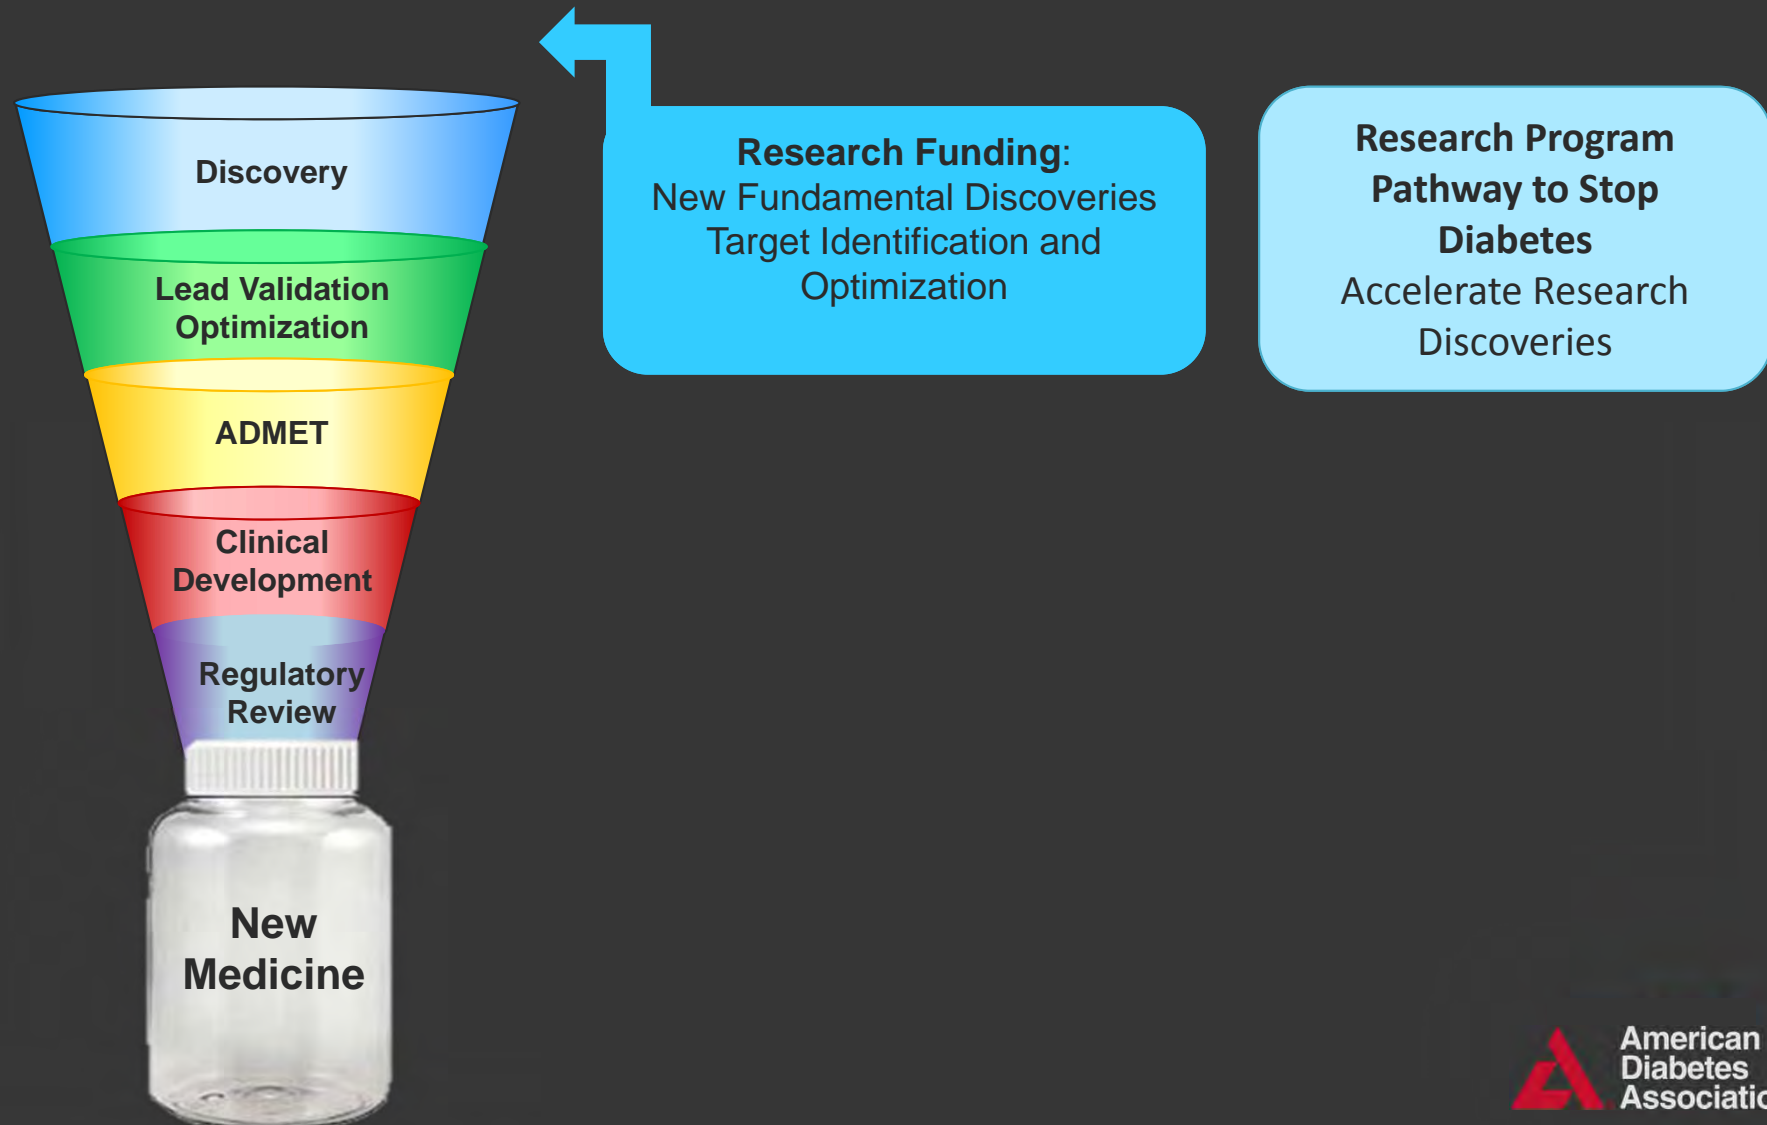 Discovery
Lead Validation
Optimization
ADMET
Clinical
Development
Regulatory
Review
New
Medicine
Research Funding:
New Fundamental Discoveries
Target Identification and
Optimization
Research Program
Pathway to Stop
Diabetes
Accelerate Research
Discoveries
American
Diabetes
Associatio